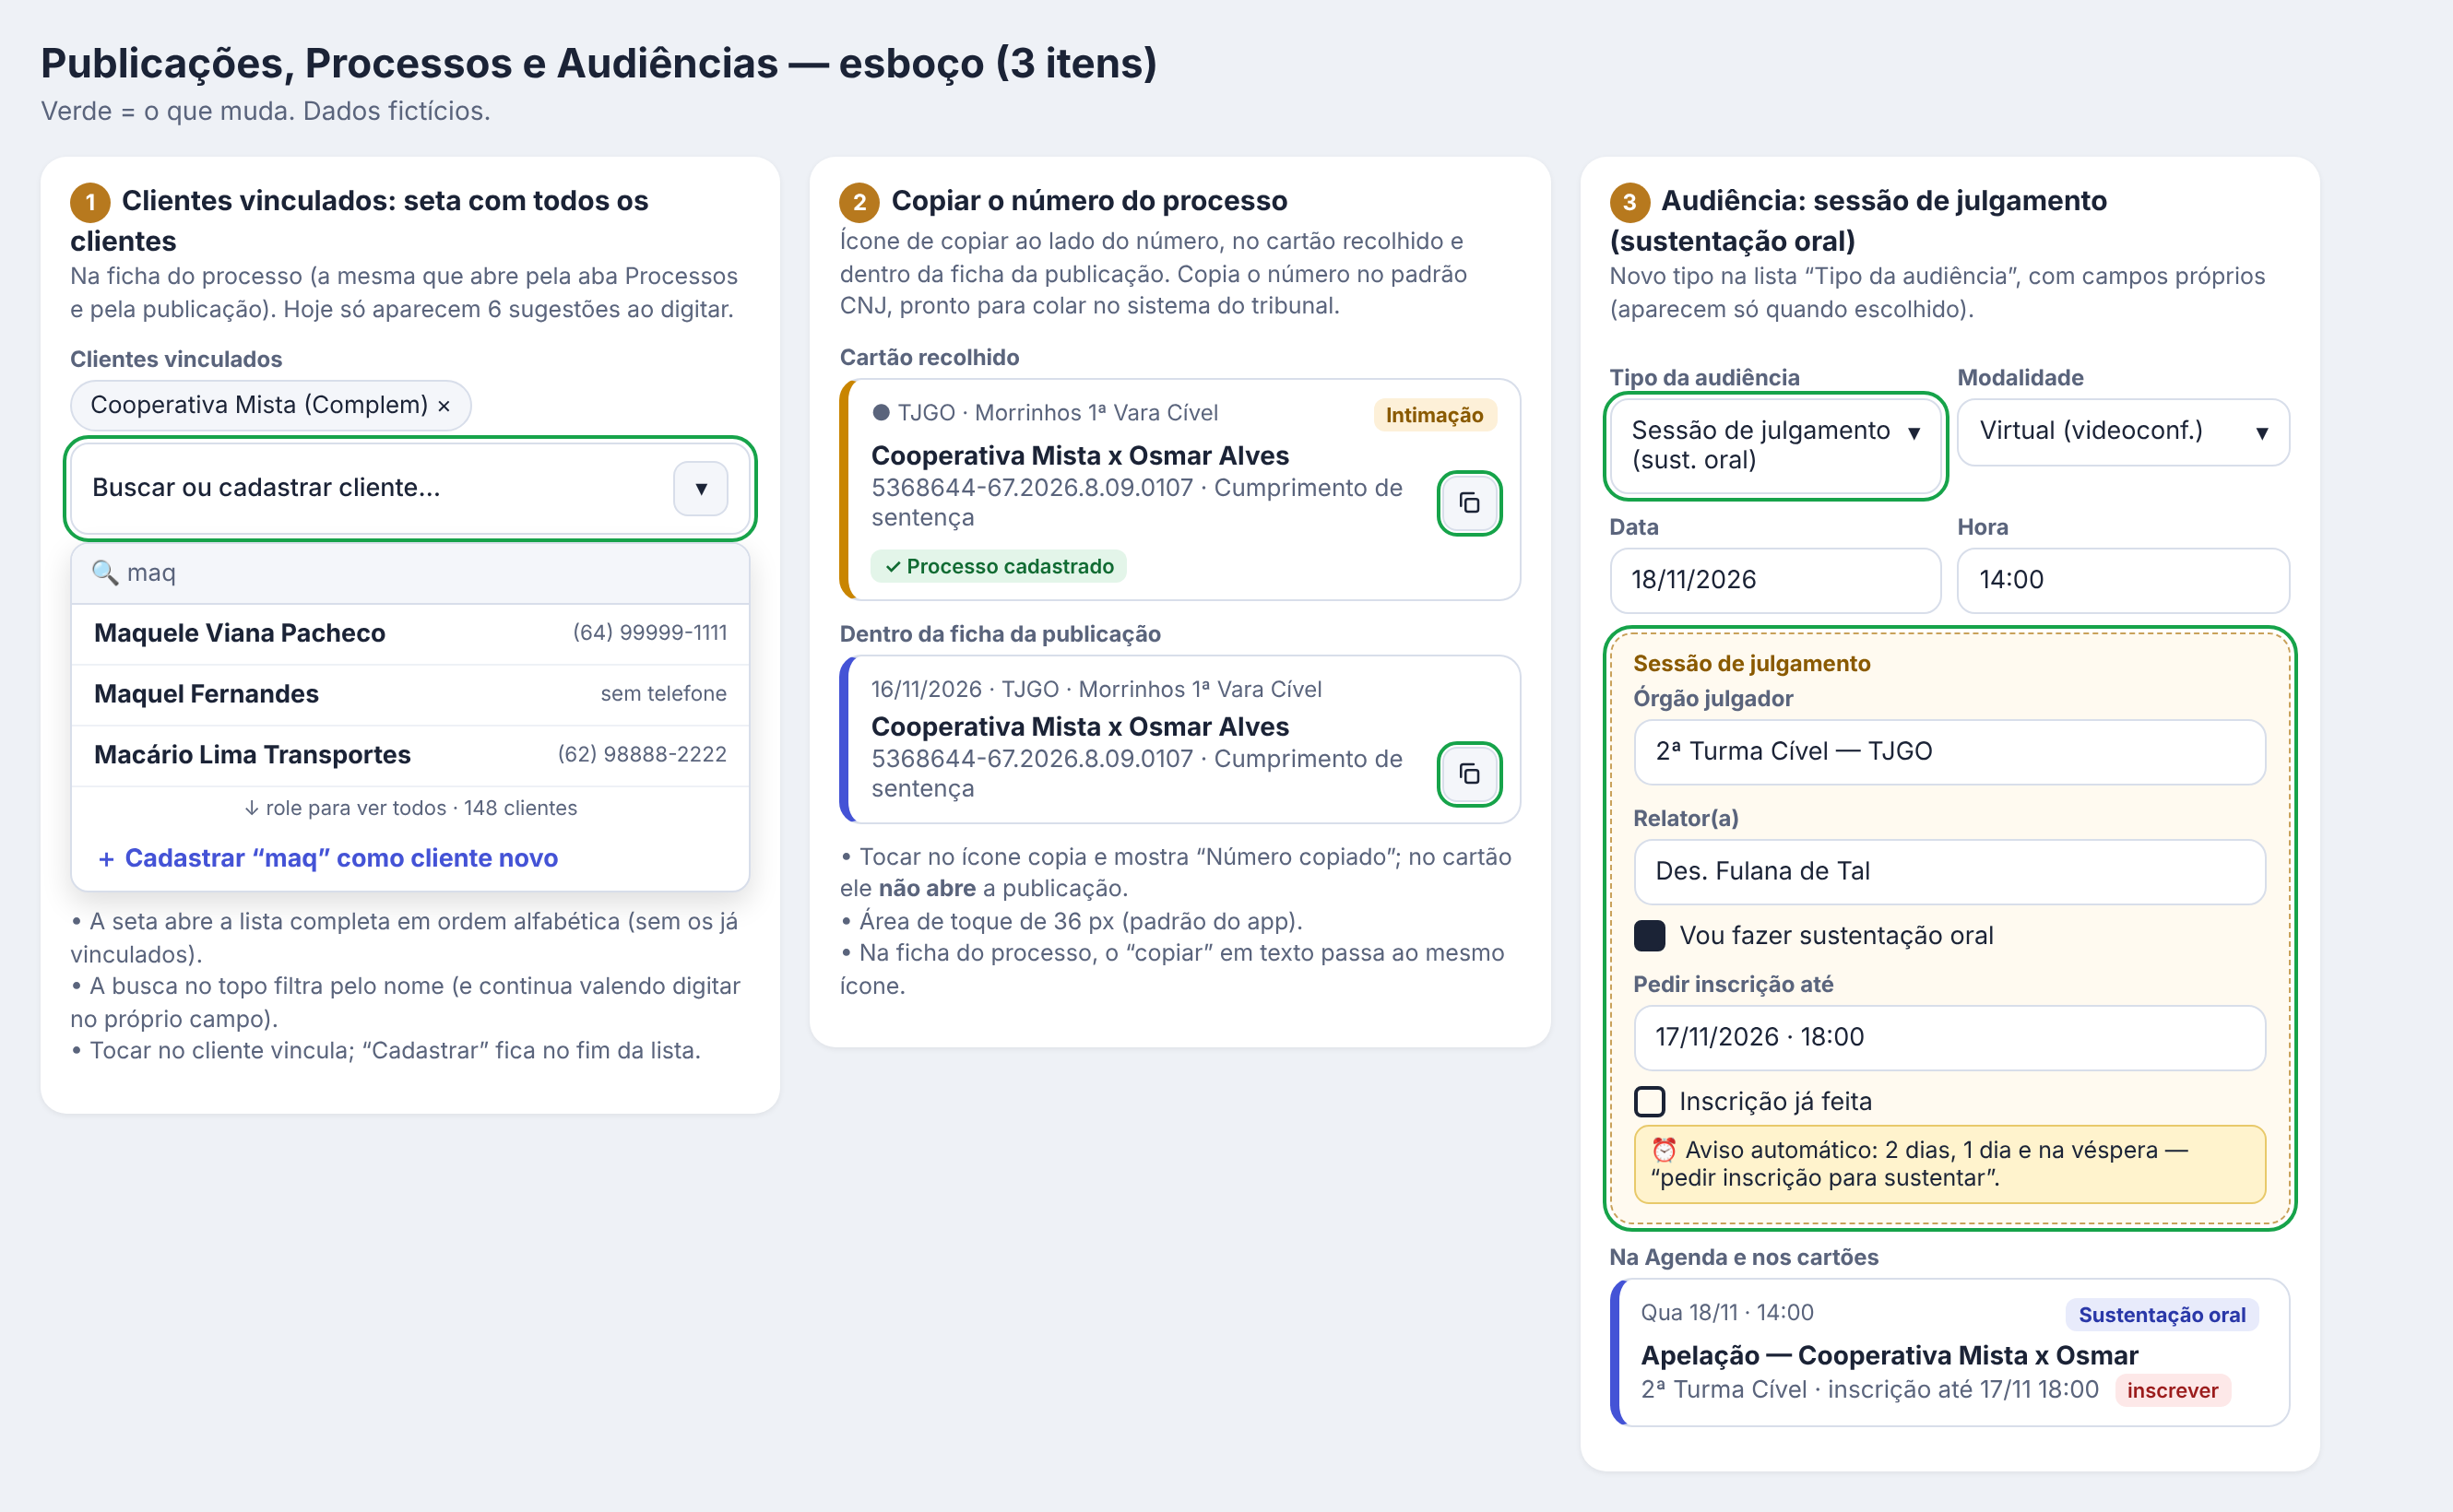 Publicações, Processos e Audiências — esboço (3 itens)
Verde = o que muda. Dados fictícios.
1 Clientes vinculados: seta com todos os
clientes
Na ficha do processo (a mesma que abre pela aba Processos
e pela publicação). Hoje só aparecem 6 sugestões ao digitar.
Clientes vinculados
Cooperativa Mista (Complem) ×
Buscar ou cadastrar cliente... ▾
🔍 maq
Maquele Viana Pacheco (64) 99999-1111
Maquel Fernandes sem telefone
Macário Lima Transportes (62) 98888-2222
↓ role para ver todos · 148 clientes
+ Cadastrar “maq” como cliente novo
• A seta abre a lista completa em ordem alfabética (sem os já
vinculados).
• A busca no topo filtra pelo nome (e continua valendo digitar
no próprio campo).
• Tocar no cliente vincula; “Cadastrar” fica no fim da lista.
2 Copiar o número do processo
Ícone de copiar ao lado do número, no cartão recolhido e
dentro da ficha da publicação. Copia o número no padrão
CNJ, pronto para colar no sistema do tribunal.
Cartão recolhido
● TJGO · Morrinhos 1ª Vara Cível Intimação
Cooperativa Mista x Osmar Alves
5368644-67.2026.8.09.0107 · Cumprimento de
sentença
✓ Processo cadastrado
Dentro da ficha da publicação
16/11/2026 · TJGO · Morrinhos 1ª Vara Cível
Cooperativa Mista x Osmar Alves
5368644-67.2026.8.09.0107 · Cumprimento de
sentença
• Tocar no ícone copia e mostra “Número copiado”; no cartão
ele não abre a publicação.
• Área de toque de 36 px (padrão do app).
• Na ficha do processo, o “copiar” em texto passa ao mesmo
ícone.
3 Audiência: sessão de julgamento
(sustentação oral)
Novo tipo na lista “Tipo da audiência”, com campos próprios
(aparecem só quando escolhido).
Tipo da audiência Modalidade
Sessão de julgamento ▾ Virtual (videoconf.) ▾
(sust. oral)
Data Hora
18/11/2026 14:00
Sessão de julgamento
Órgão julgador
2ª Turma Cível — TJGO
Relator(a)
Des. Fulana de Tal
Vou fazer sustentação oral
Pedir inscrição até
17/11/2026 · 18:00
Inscrição já feita
⏰ Aviso automático: 2 dias, 1 dia e na véspera —
“pedir inscrição para sustentar”.
Na Agenda e nos cartões
Qua 18/11 · 14:00 Sustentação oral
Apelação — Cooperativa Mista x Osmar
2ª Turma Cível · inscrição até 17/11 18:00 inscrever